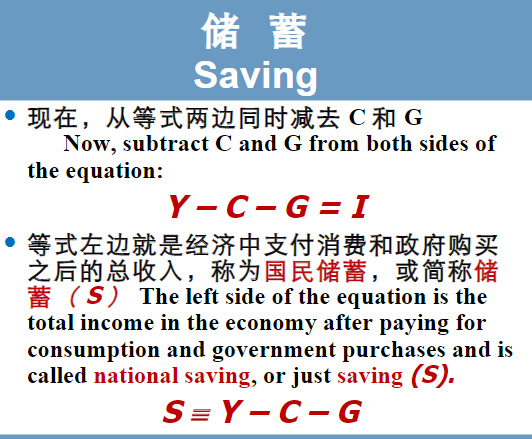 储 蓄
Saving
• 现在，从等式两边同时减去 C 和 G
Now, subtract C and G from both sides of
the equation:
Y – C – G = I
• 等式左边就是经济中支付消费和政府购买
之后的总收入，称为国民储蓄，或简称储
蓄（S） The left side of the equation is the
total income in the economy after paying for
consumption and government purchases and is
called national saving, or just saving (S).
S ≡ Y – C – G